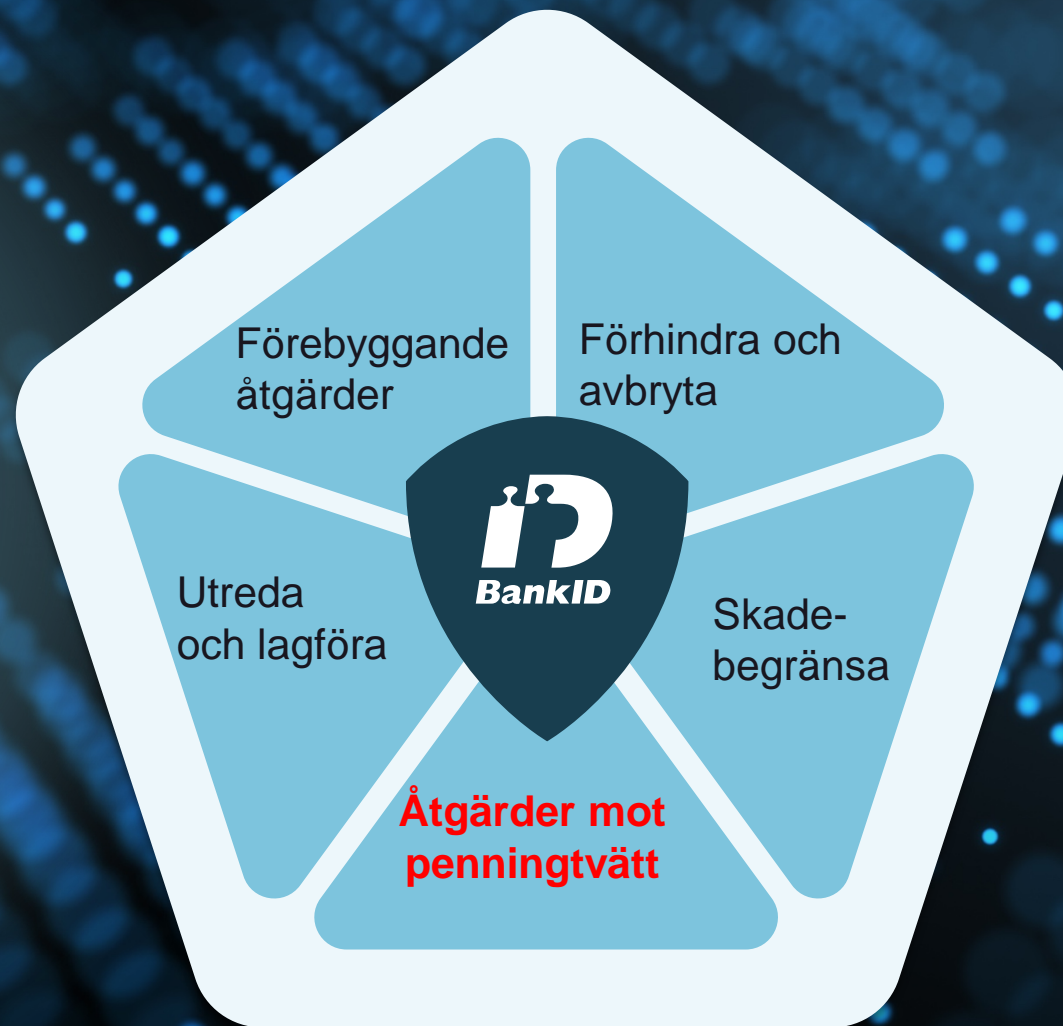 Förebyggande
åtgärder
Förhindra och
avbryta
BankID
Utreda
och lagföra
Skade-
begränsa
Åtgärder mot
penningtvätt